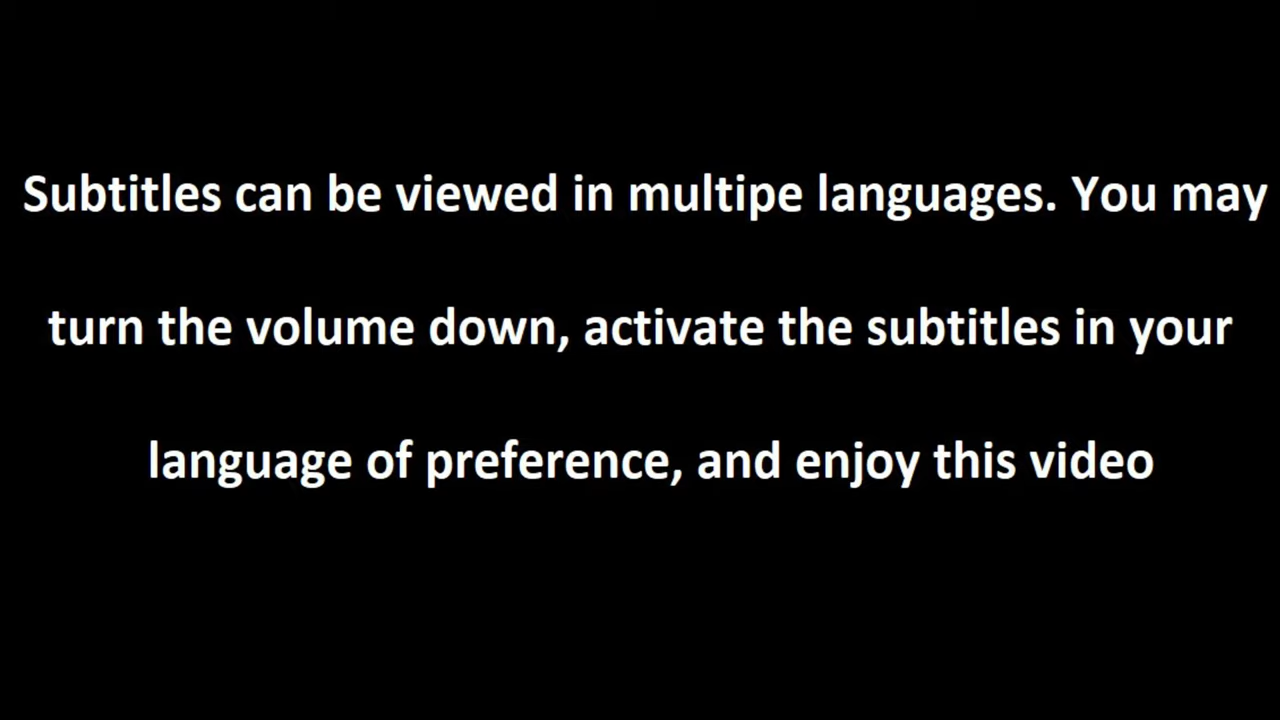 Subtitles can be viewed in multipe languages. You may
turn the volume down, activate the subtitles in your
language of preference, and enjoy this video